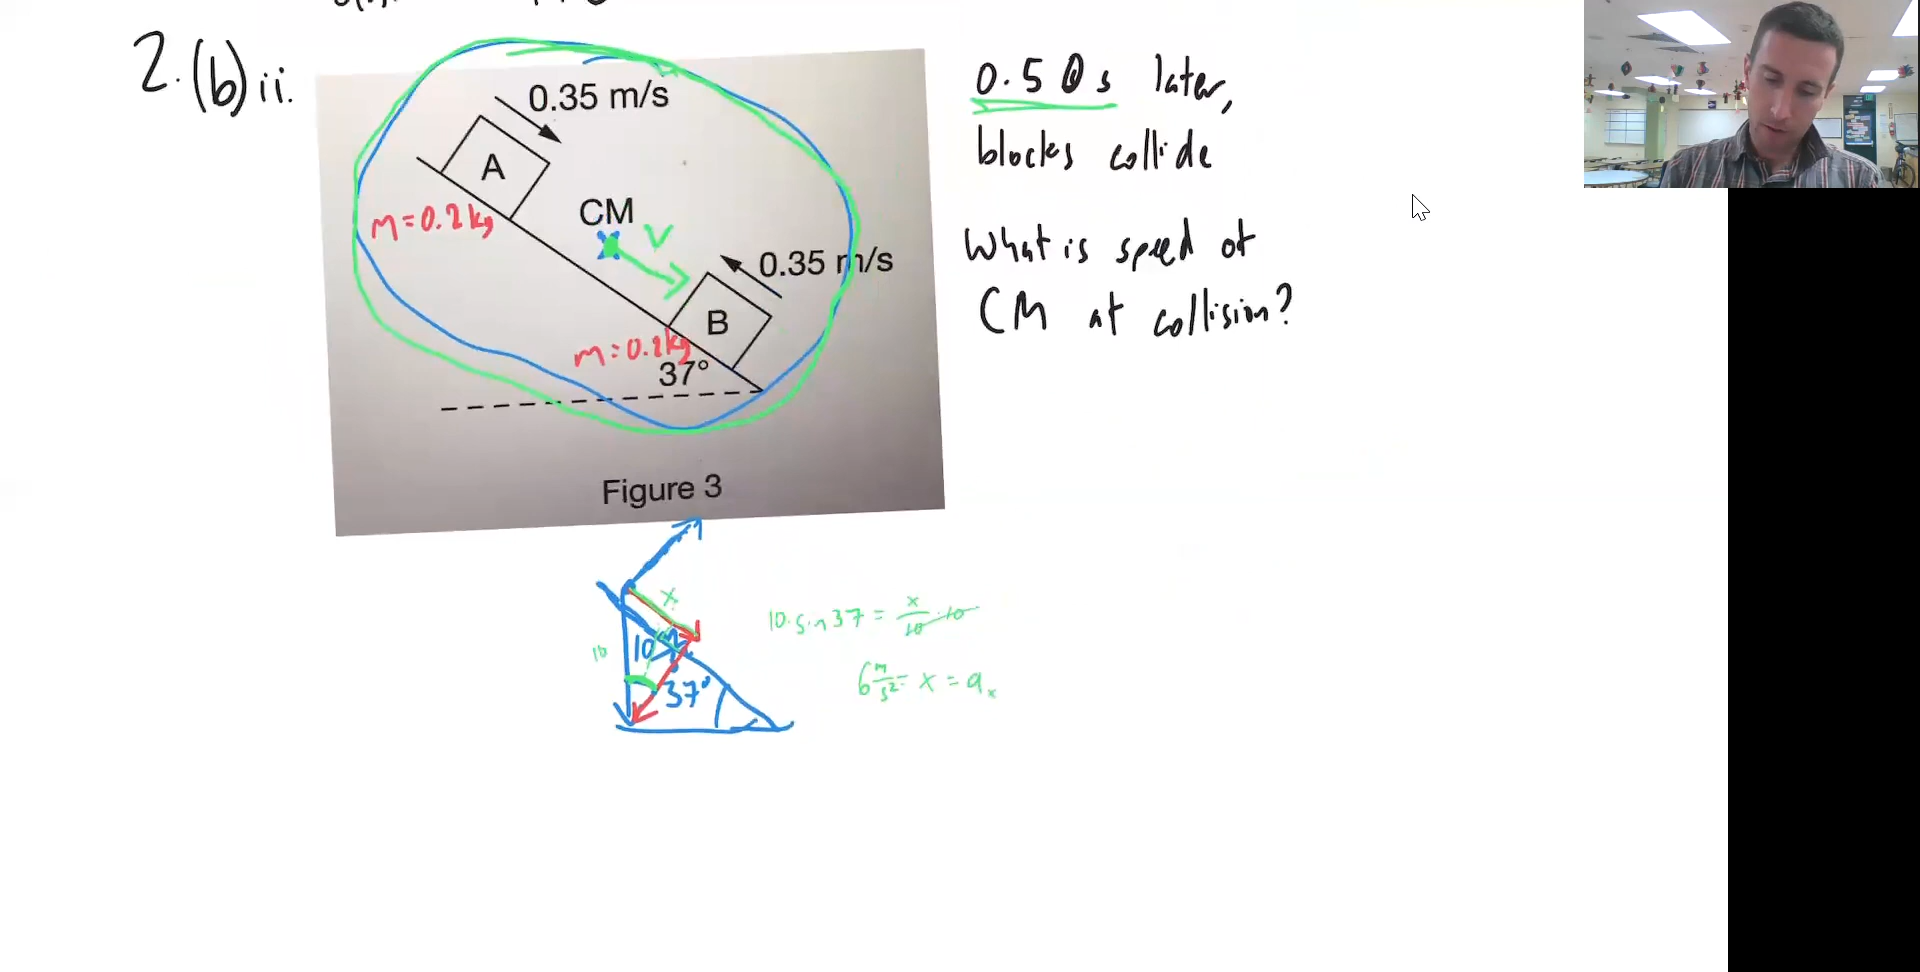 2. (b) ii.
0.35 m/s
A
m=0.2kg
CM
V
0.35 m/s
B
m=0.2kg
37°
Figure 3
0.50s later,
blocks collide
What is speed of
CM at collision?
x
10
10
37°
10·sin37 = x/10 · 10
6 m/s² = x = aₓ